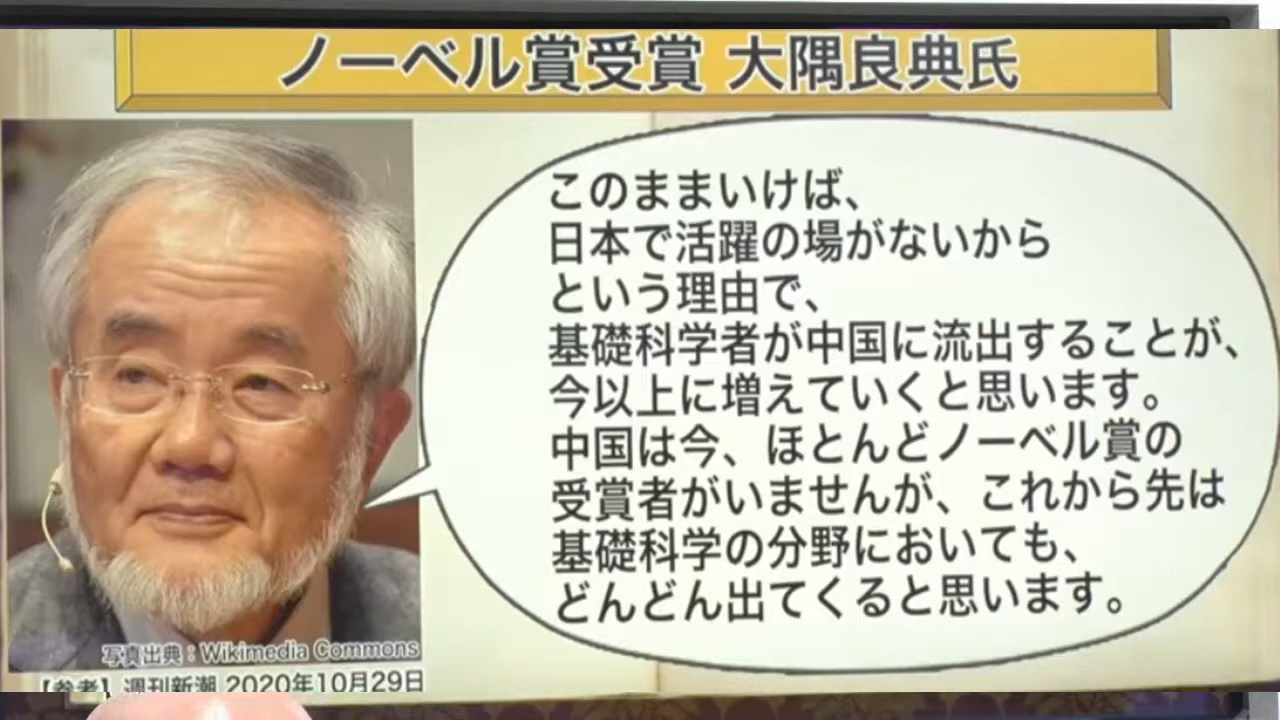 ノーベル賞受賞 大隅良典氏
このままいけば、
日本で活躍の場がないから
という理由で、
基礎科学者が中国に流出することが、
今以上に増えていくと思います。
中国は今、ほとんどノーベル賞の
受賞者がいませんが、これから先は
基礎科学の分野においても、
どんどん出てくると思います。
写真出典：Wikimedia Commons
【参考】週刊新潮 2020年10月29日